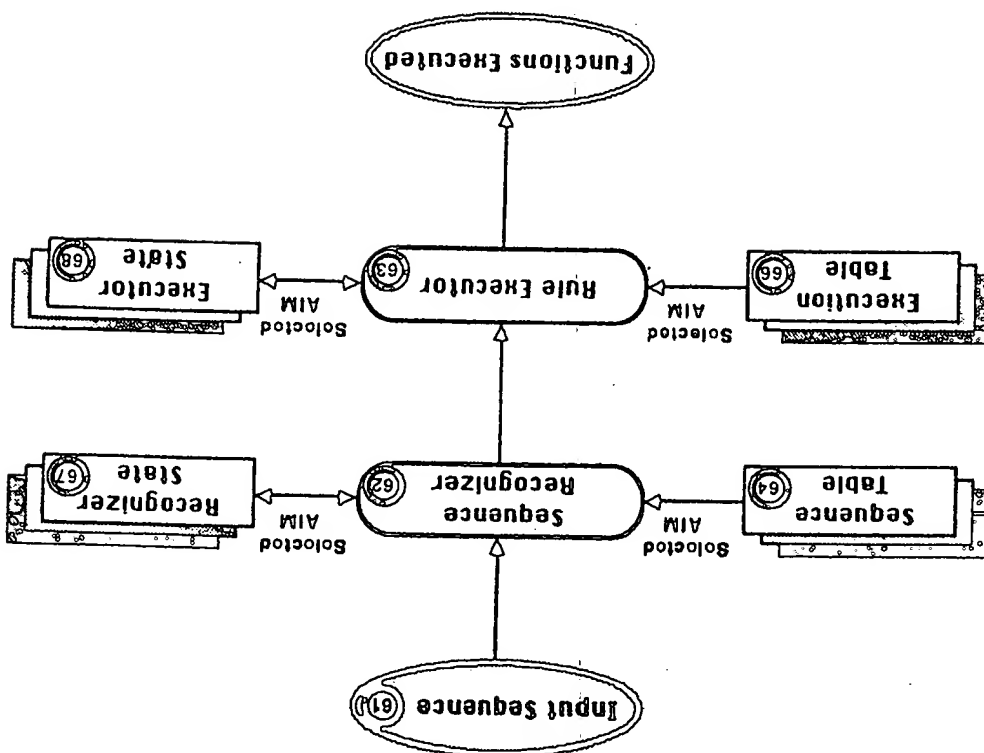 Input Sequence
61
Sequence
Table
64
Selected
AIM
Sequence
Recognizer
62
Selected
AIM
Recognizer
State
67
Execution
Table
66
Selected
AIM
Rule Executor
63
Selected
AIM
Executor
State
68
Functions Executed